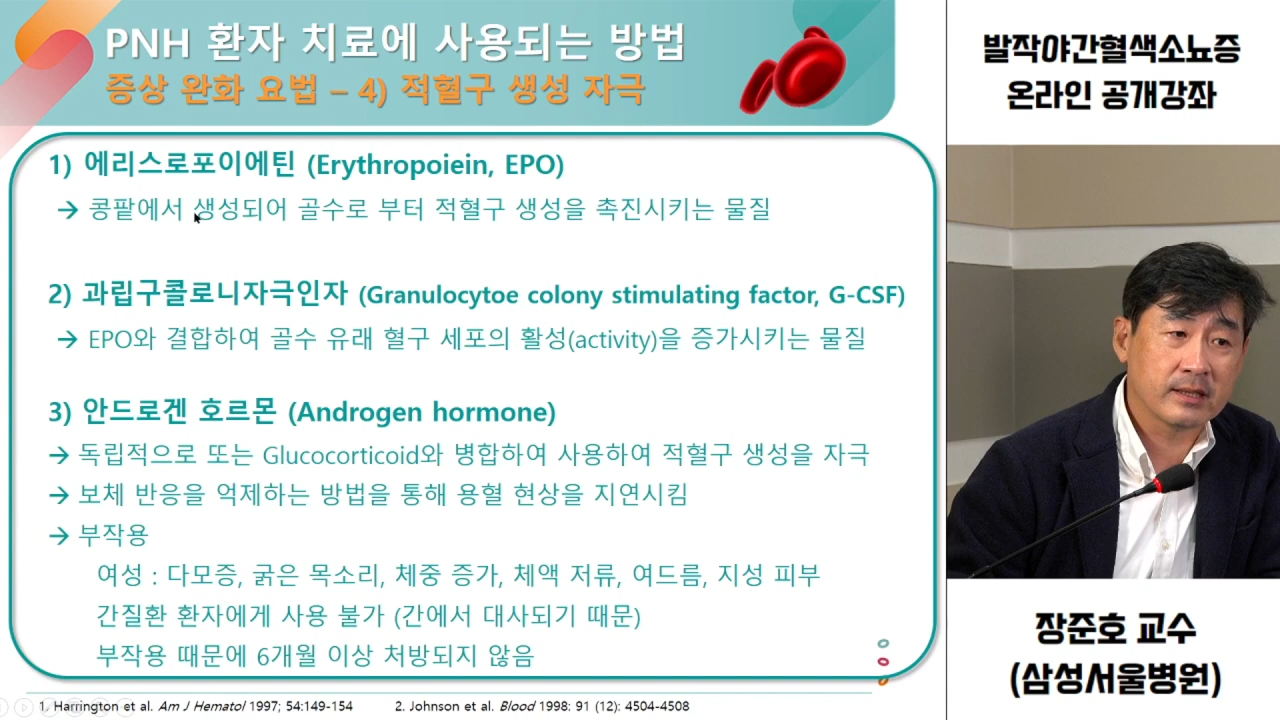 PNH 환자 치료에 사용되는 방법
증상 완화 요법 – 4) 적혈구 생성 자극
1) 에리스로포이에틴 (Erythropoiein, EPO)
→ 콩팥에서 생성되어 골수로 부터 적혈구 생성을 촉진시키는 물질
2) 과립구콜로니자극인자 (Granulocytoe colony stimulating factor, G-CSF)
→ EPO와 결합하여 골수 유래 혈구 세포의 활성(activity)을 증가시키는 물질
3) 안드로겐 호르몬 (Androgen hormone)
→ 독립적으로 또는 Glucocorticoid와 병합하여 사용하여 적혈구 생성을 자극
→ 보체 반응을 억제하는 방법을 통해 용혈 현상을 지연시킴
→ 부작용
여성 : 다모증, 굵은 목소리, 체중 증가, 체액 저류, 여드름, 지성 피부
간질환 환자에게 사용 불가 (간에서 대사되기 때문)
부작용 때문에 6개월 이상 처방되지 않음
1. Harrington et al. Am J Hematol 1997; 54:149-154 2. Johnson et al. Blood 1998: 91 (12): 4504-4508
발작야간혈색소뇨증
온라인 공개강좌
장준호 교수
(삼성서울병원)